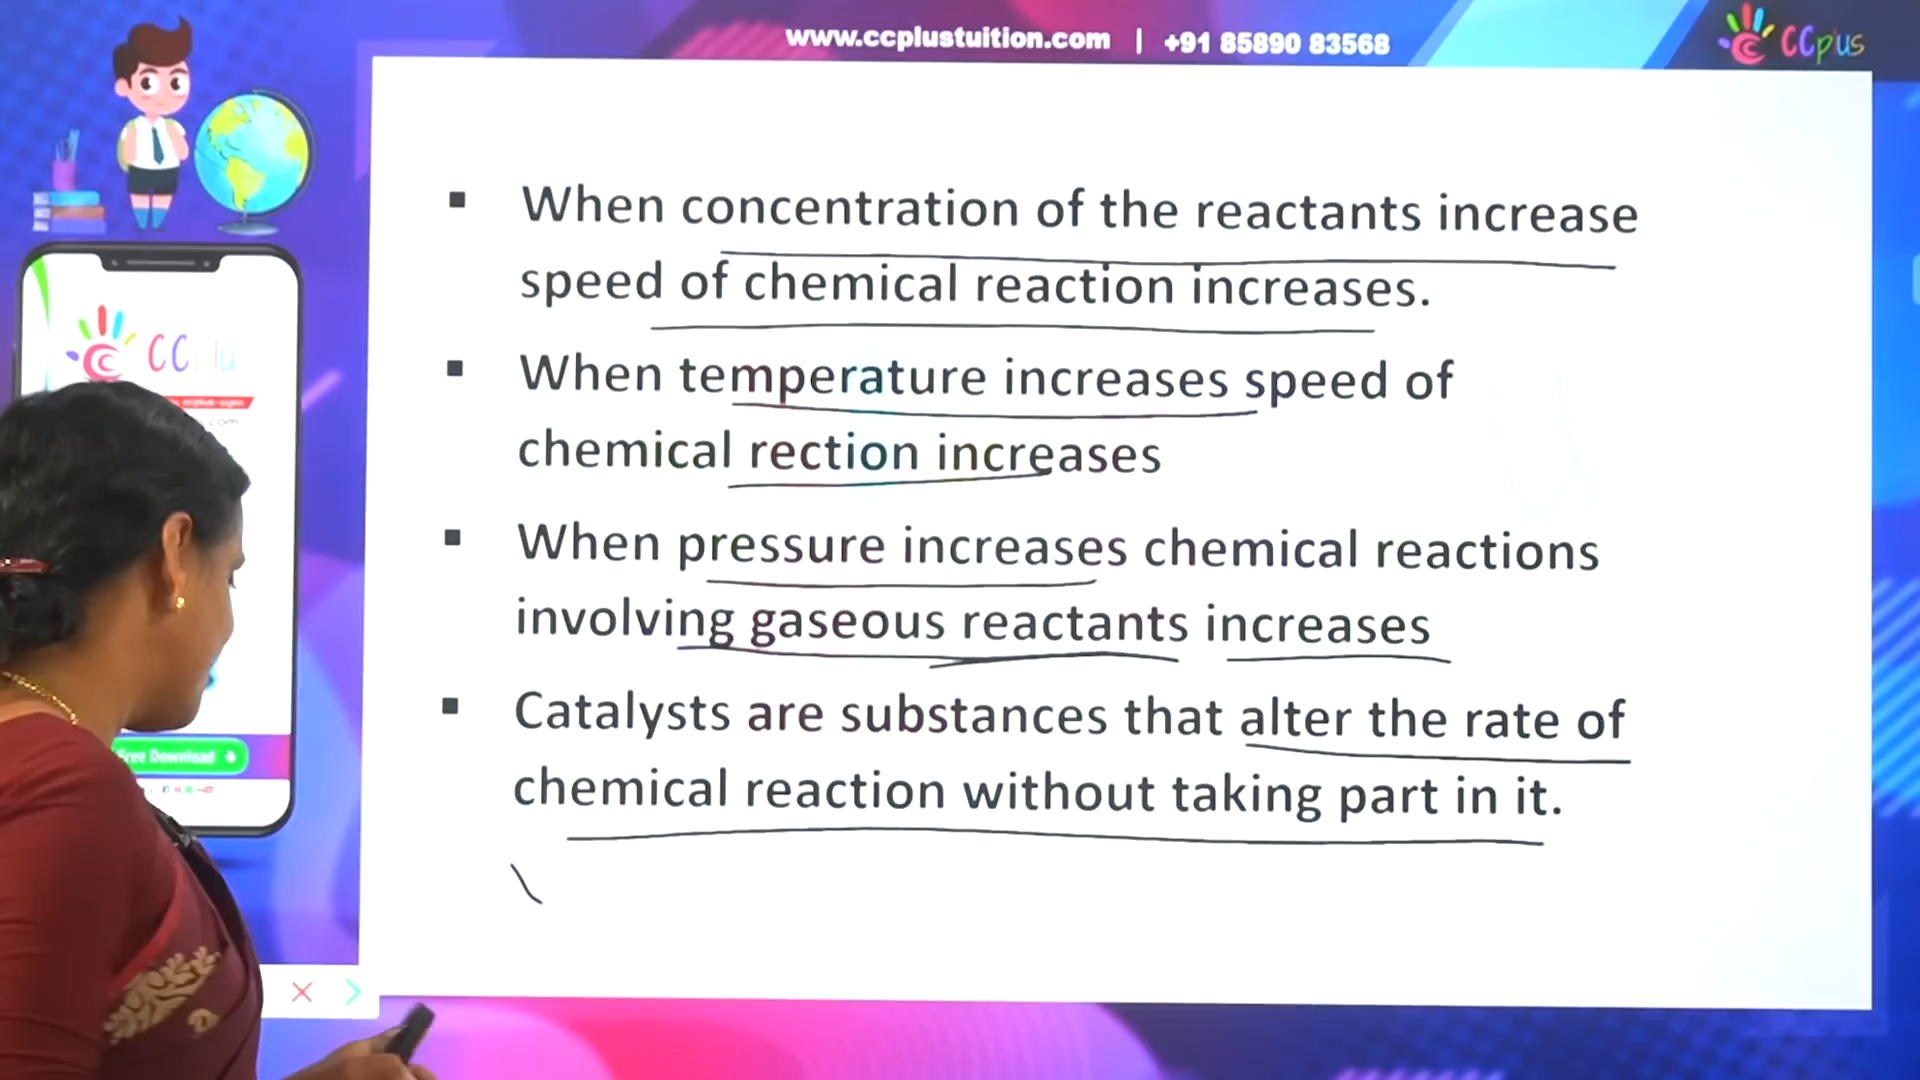 www.ccplustuition.com | +91 85890 83568
CCplus
▪ When concentration of the reactants increase
speed of chemical reaction increases.
▪ When temperature increases speed of
chemical rection increases
▪ When pressure increases chemical reactions
involving gaseous reactants increases
▪ Catalysts are substances that alter the rate of
chemical reaction without taking part in it.
CC
Free Download